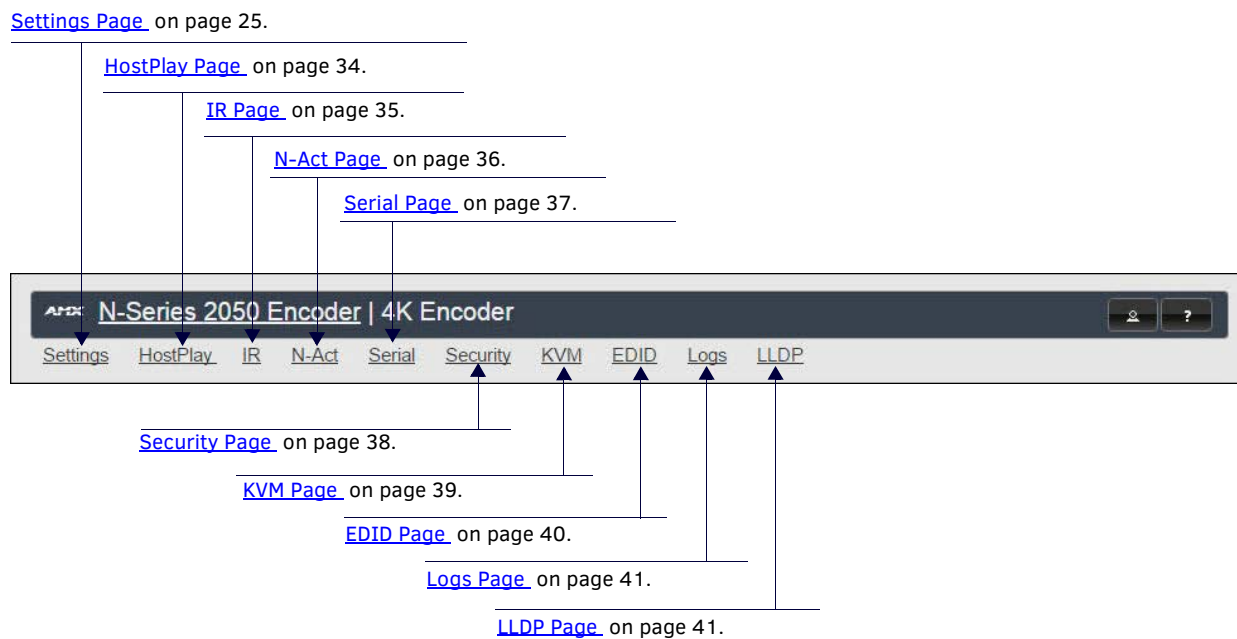 Settings Page on page 25.
HostPlay Page on page 34.
IR Page on page 35.
N-Act Page on page 36.
Serial Page on page 37.
AMX N-Series 2050 Encoder | 4K Encoder ?
Settings HostPlay IR N-Act Serial Security KVM EDID Logs LLDP
Security Page on page 38.
KVM Page on page 39.
EDID Page on page 40.
Logs Page on page 41.
LLDP Page on page 41.